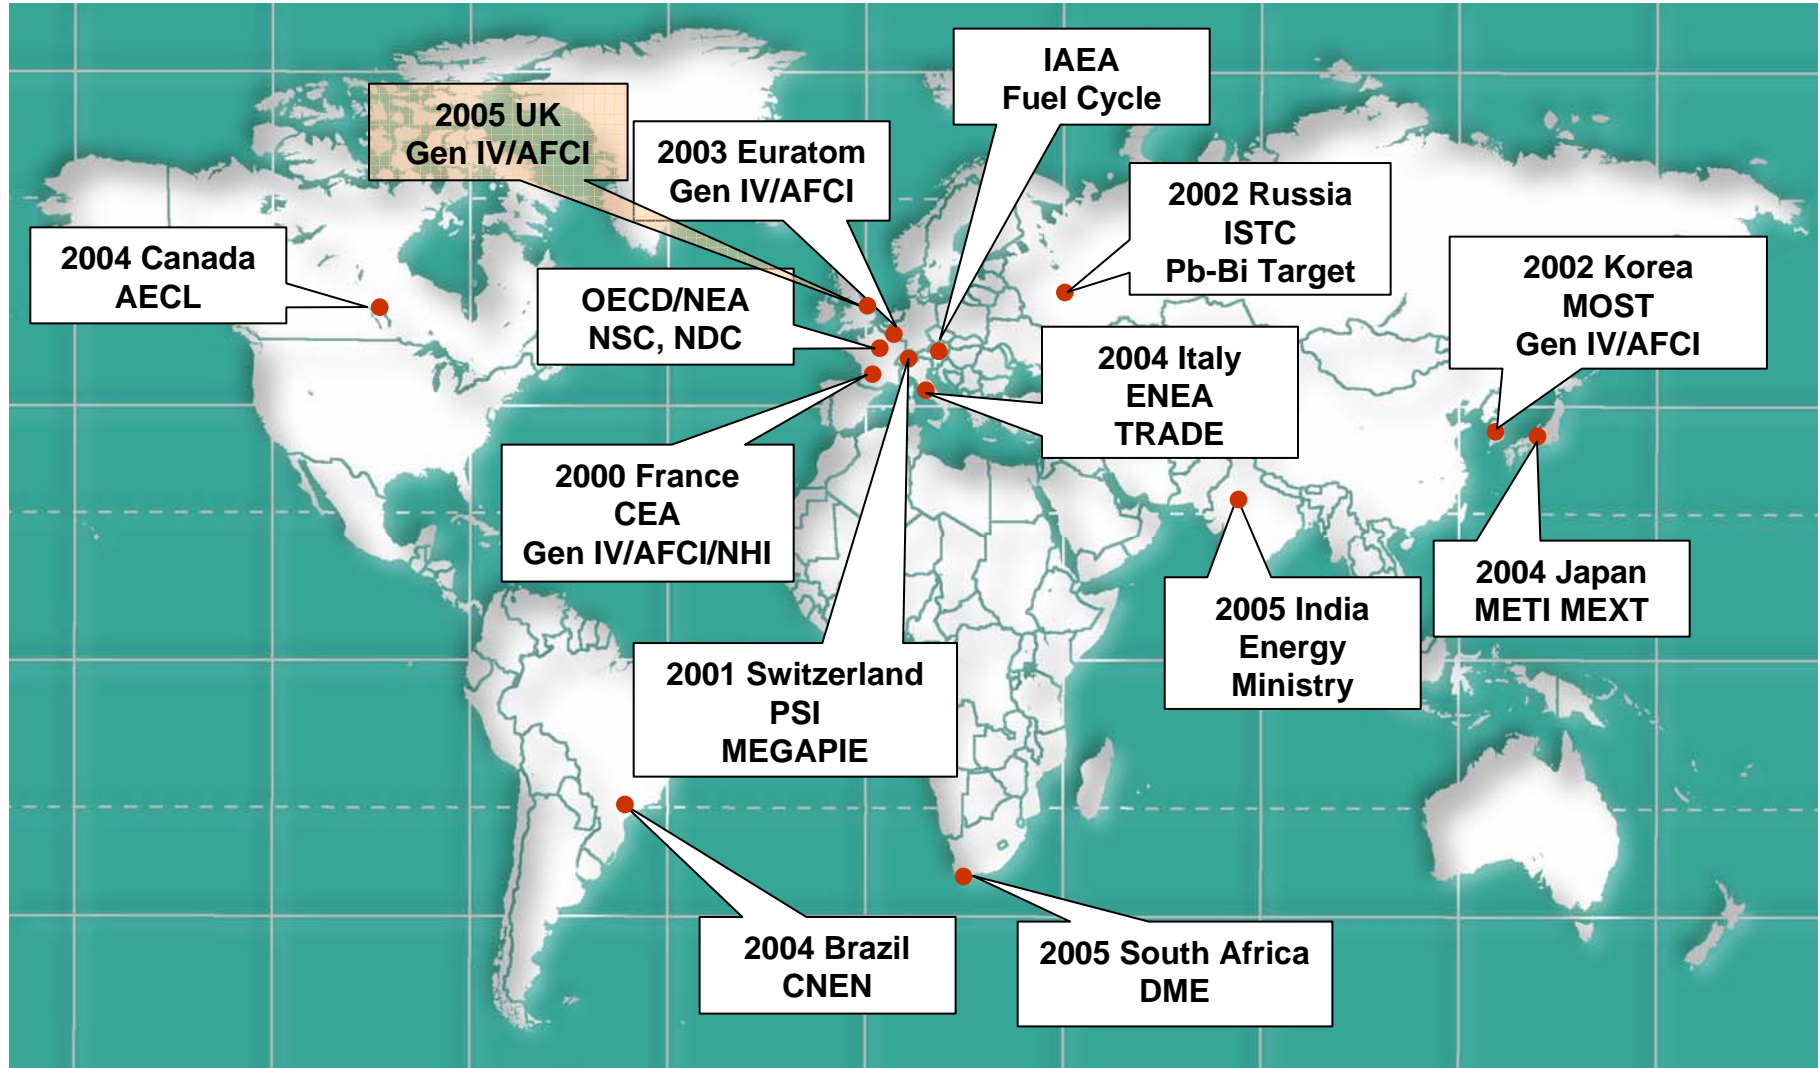 IAEA
Fuel Cycle
2005 UK
Gen IV/AFCI
2003 Euratom
Gen IV/AFCI
2002 Russia
ISTC
Pb-Bi Target
2004 Canada
AECL
OECD/NEA
NSC, NDC
2002 Korea
MOST
Gen IV/AFCI
2004 Italy
ENEA
TRADE
2000 France
CEA
Gen IV/AFCI/NHI
2004 Japan
METI MEXT
2005 India
Energy
Ministry
2001 Switzerland
PSI
MEGAPIE
2004 Brazil
CNEN
2005 South Africa
DME